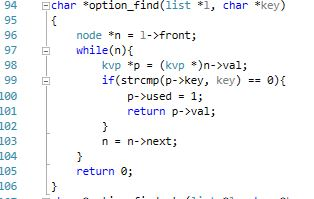 94 char *option_find(list *l, char *key)
95 {
96 node *n = l->front;
97 while(n){
98 kvp *p = (kvp *)n->val;
99 if(strcmp(p->key, key) == 0){
100 p->used = 1;
101 return p->val;
102 }
103 n = n->next;
104 }
105 return 0;
106 }